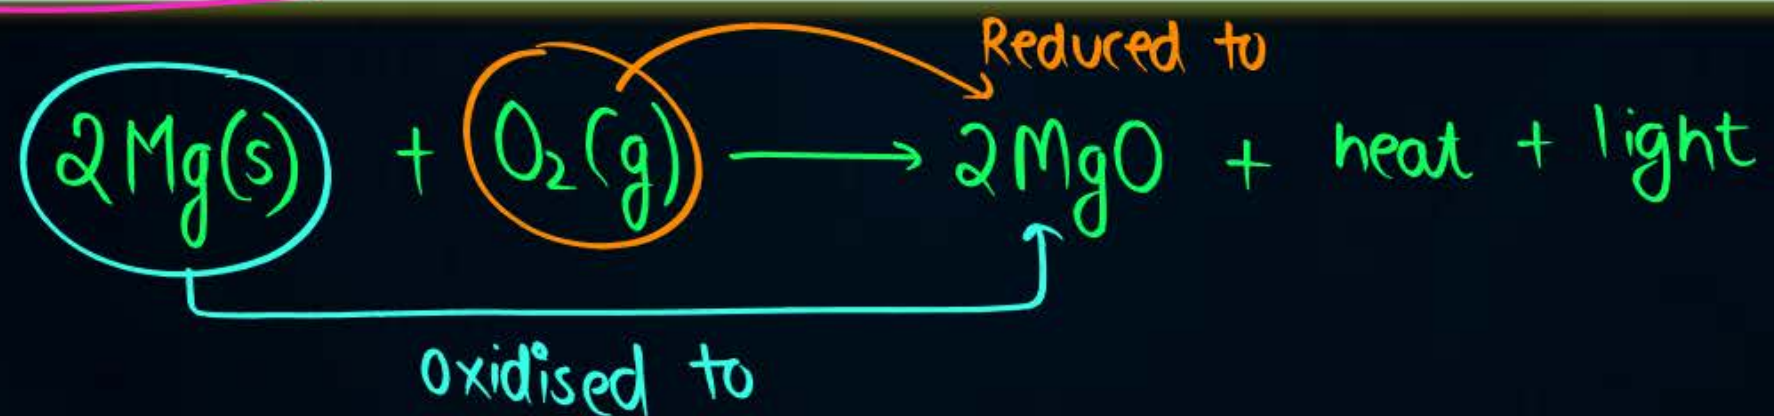 Reduced to
2Mg(s) + O₂(g) ⟶ 2MgO + heat + light
Oxidised to